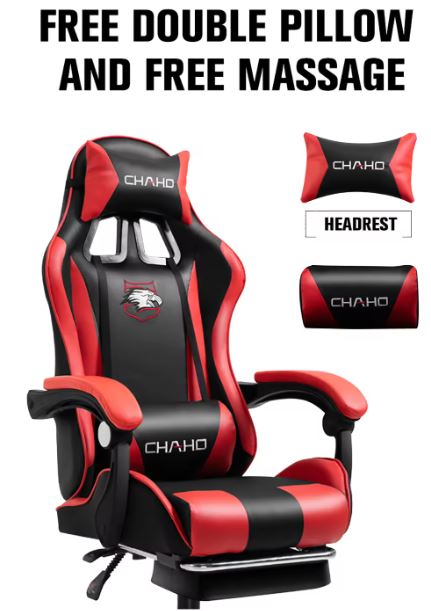 FREE DOUBLE PILLOW
AND FREE MASSAGE
CHAHO
CHAHO
HEADREST
CHAHO
CHAHO